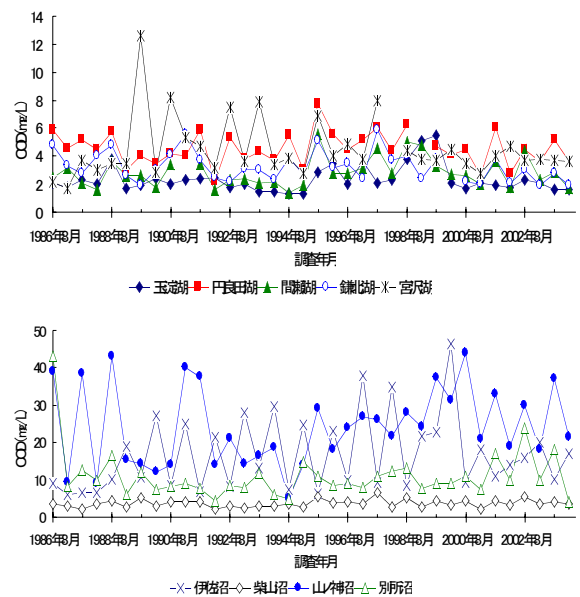 14
12
10
8
6
4
2
0
COD(mg/L)
1986年8月 1988年8月 1990年8月 1992年8月 1994年8月 1996年8月 1998年8月 2000年8月 2002年8月
調査年月
玉淀湖 円良田湖 間瀬湖 鎌北湖 宮沢湖
50
40
30
20
10
0
COD(mg/L)
1986年8月 1988年8月 1990年8月 1992年8月 1994年8月 1996年8月 1998年8月 2000年8月 2002年8月
調査年月
伊佐沼 柴山沼 山ノ神沼 別所沼